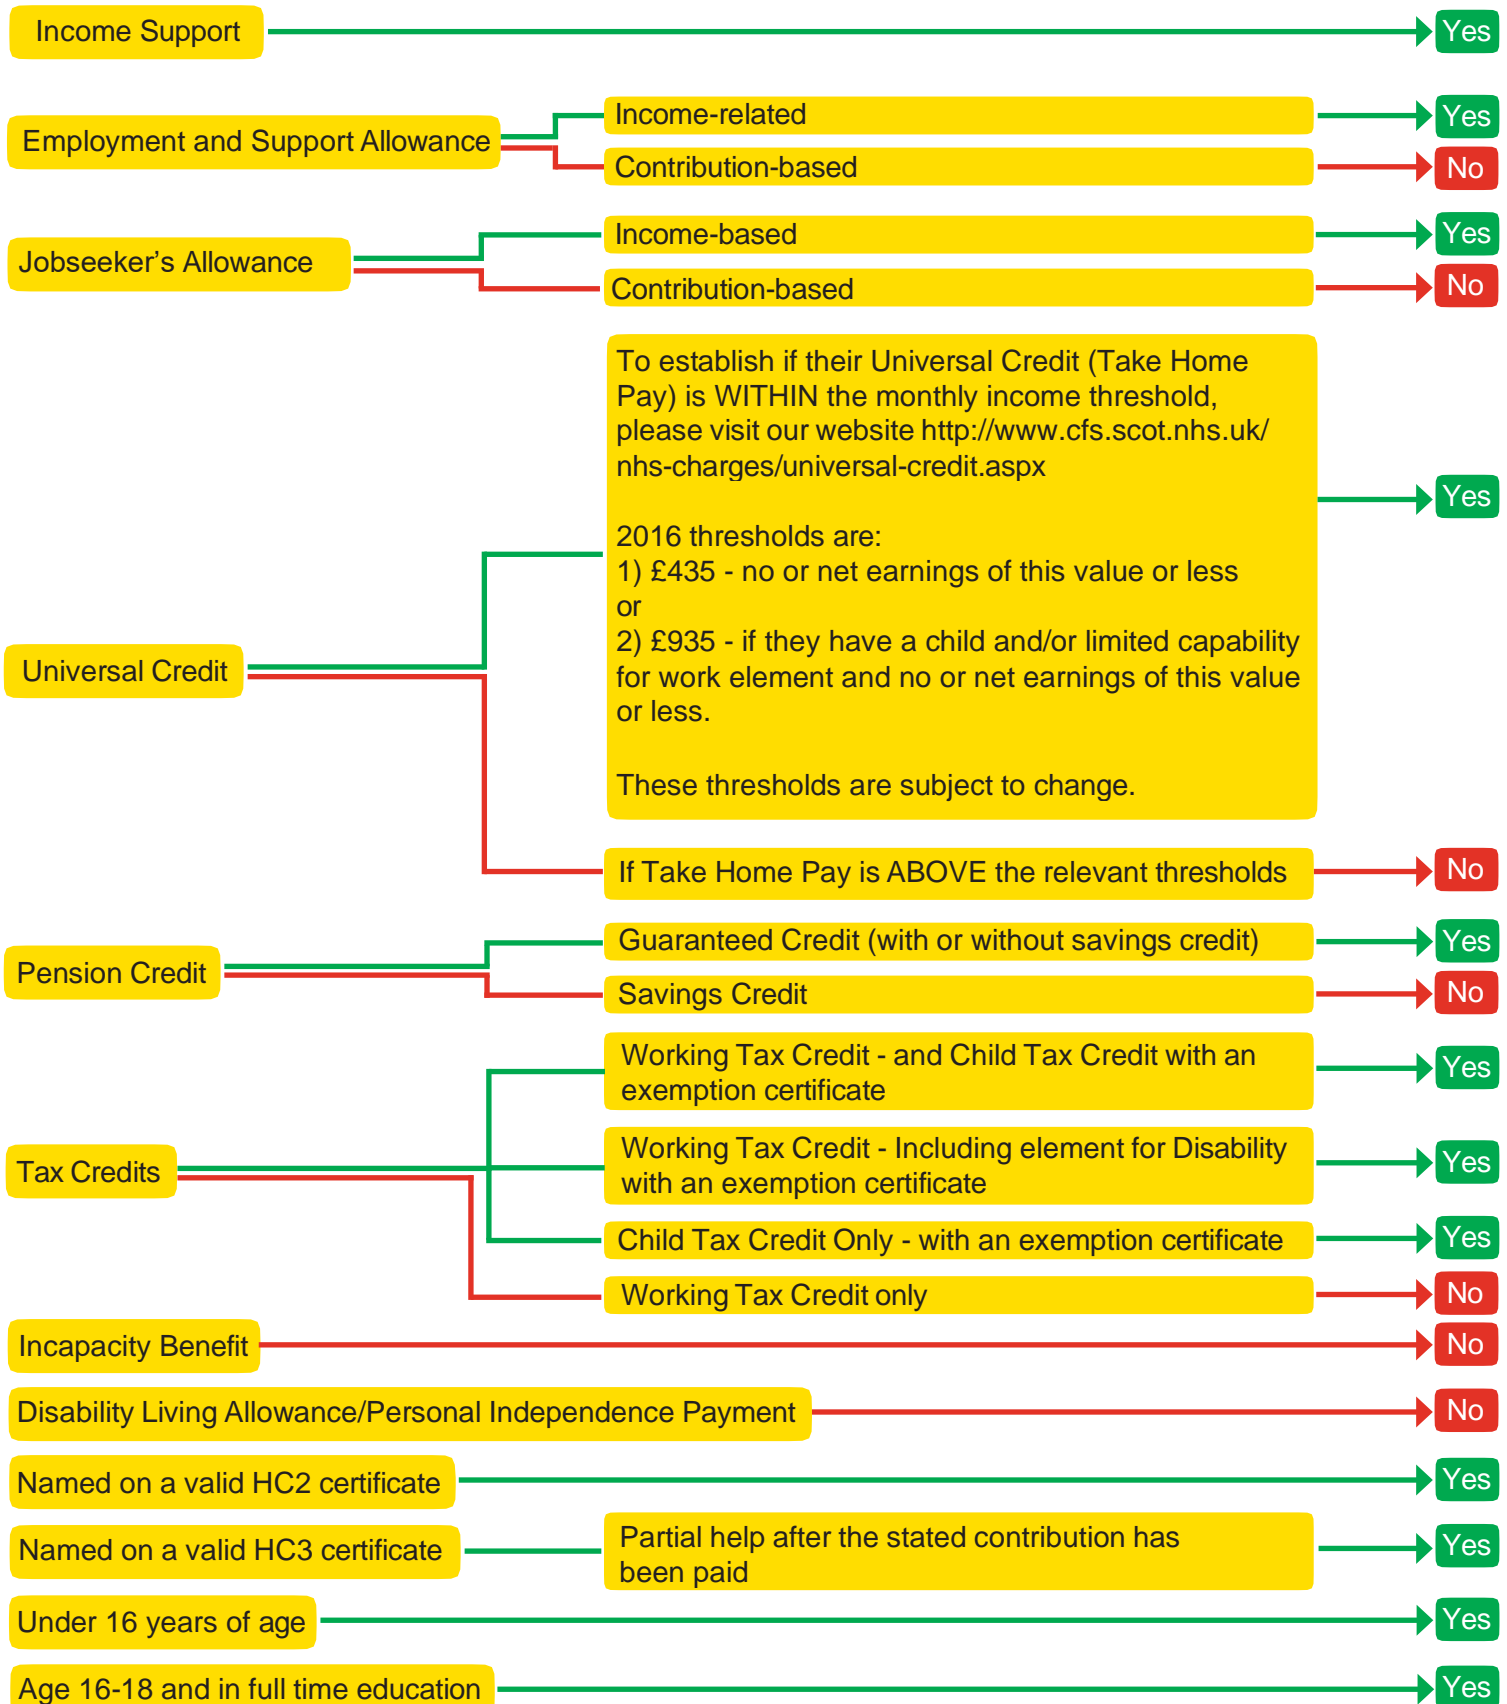 Income Support
Yes
Employment and Support Allowance
Income-related
Yes
Contribution-based
No
Jobseeker's Allowance
Income-based
Yes
Contribution-based
No
Universal Credit
To establish if their Universal Credit (Take Home
Pay) is WITHIN the monthly income threshold,
please visit our website http://www.cfs.scot.nhs.uk/
nhs-charges/universal-credit.aspx
2016 thresholds are:
1) £435 - no or net earnings of this value or less
or
2) £935 - if they have a child and/or limited capability
for work element and no or net earnings of this value
or less.
These thresholds are subject to change.
Yes
If Take Home Pay is ABOVE the relevant thresholds
No
Pension Credit
Guaranteed Credit (with or without savings credit)
Yes
Savings Credit
No
Tax Credits
Working Tax Credit - and Child Tax Credit with an
exemption certificate
Yes
Working Tax Credit - Including element for Disability
with an exemption certificate
Yes
Child Tax Credit Only - with an exemption certificate
Yes
Working Tax Credit only
No
Incapacity Benefit
No
Disability Living Allowance/Personal Independence Payment
No
Named on a valid HC2 certificate
Yes
Named on a valid HC3 certificate
Partial help after the stated contribution has
been paid
Yes
Under 16 years of age
Yes
Age 16-18 and in full time education
Yes